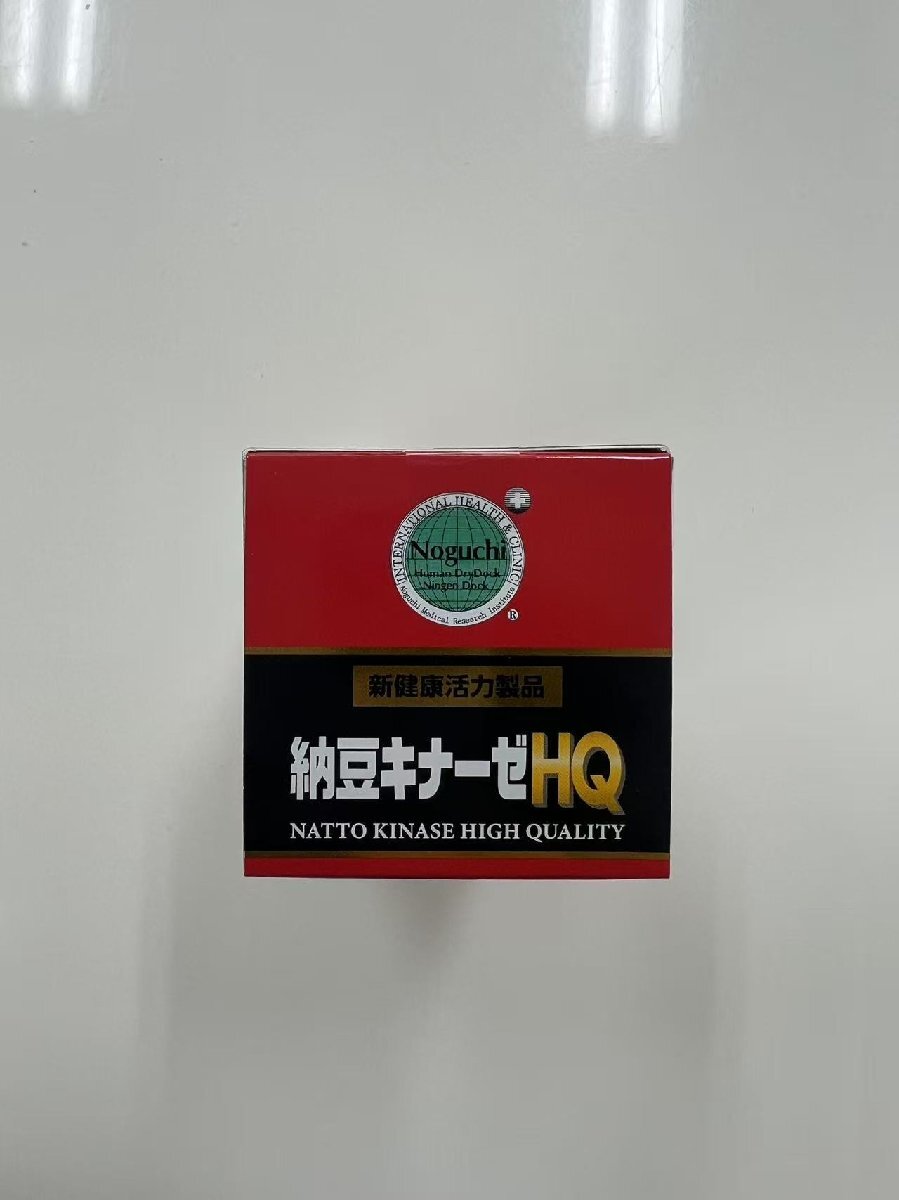 INTERNATIONAL HEALTH & CLINIC
Noguchi
Human DryDock
Ningen Dock
Noguchi Medical Research Institute
®
新健康活力製品
納豆キナーゼHQ
NATTO KINASE HIGH QUALITY